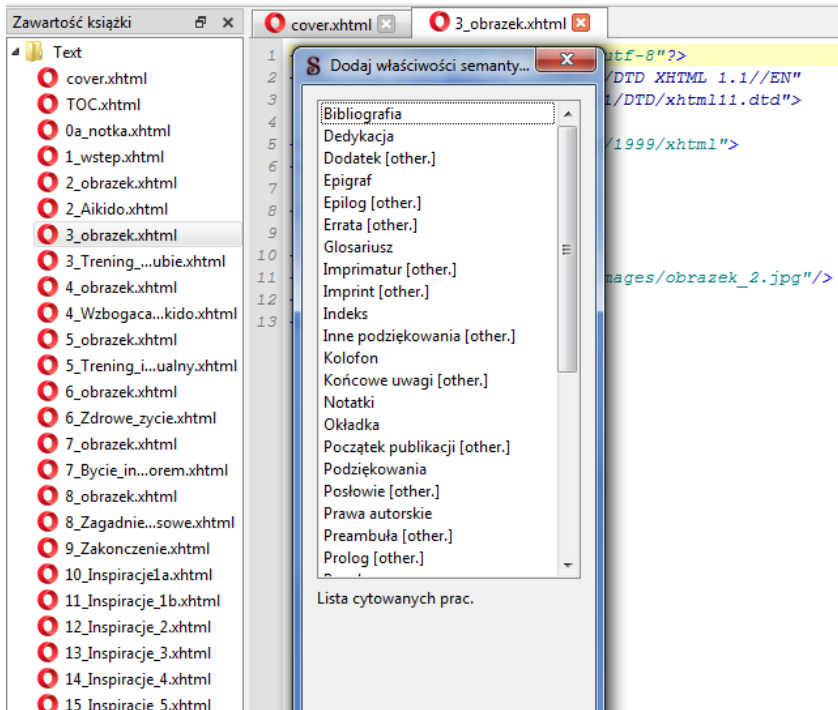 Zawartość książki
Text
cover.xhtml
TOC.xhtml
0a_notka.xhtml
1_wstep.xhtml
2_obrazek.xhtml
2_Aikido.xhtml
3_obrazek.xhtml
3_Trening_...ubie.xhtml
4_obrazek.xhtml
4_Wzbogaca...kido.xhtml
5_obrazek.xhtml
5_Trening_i...ualny.xhtml
6_obrazek.xhtml
6_Zdrowe_zycie.xhtml
7_obrazek.xhtml
7_Bycie_in...orem.xhtml
8_obrazek.xhtml
8_Zagadnie...sowe.xhtml
9_Zakonczenie.xhtml
10_Inspiracje1a.xhtml
11_Inspiracje_1b.xhtml
12_Inspiracje_2.xhtml
13_Inspiracje_3.xhtml
14_Inspiracje_4.xhtml
15_Inspiracje_5.xhtml
cover.xhtml
3_obrazek.xhtml
1 utf-8"?>
2 /DTD XHTML 1.1//EN"
3 1/DTD/xhtml11.dtd">
4
5 /1999/xhtml">
6
7
8
9
10
11 mages/obrazek_2.jpg"/>
12
13
Dodaj właściwości semanty...
Bibliografia
Dedykacja
Dodatek [other.]
Epigraf
Epilog [other.]
Errata [other.]
Glosariusz
Imprimatur [other.]
Imprint [other.]
Indeks
Inne podziękowania [other.]
Kolofon
Końcowe uwagi [other.]
Notatki
Okładka
Początek publikacji [other.]
Podziękowania
Posłowie [other.]
Prawa autorskie
Preambuła [other.]
Prolog [other.]
Lista cytowanych prac.